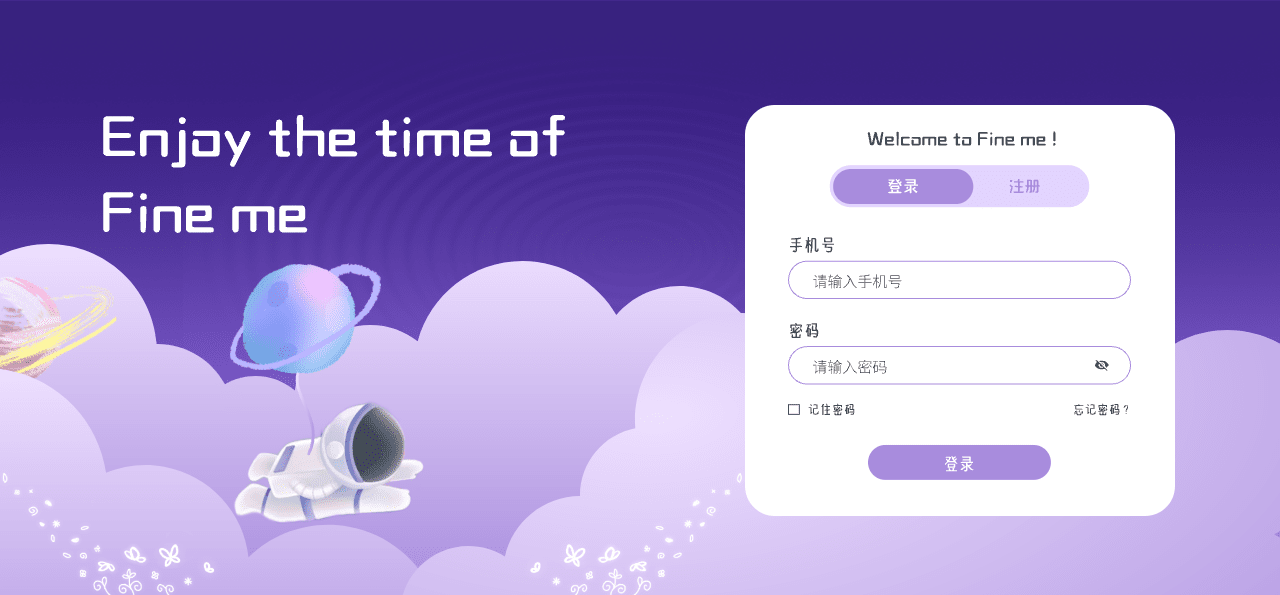 Enjoy the time of
Fine me
Welcome to Fine me !
登录 注册
手机号
请输入手机号
密码
请输入密码
记住密码 忘记密码？
登录